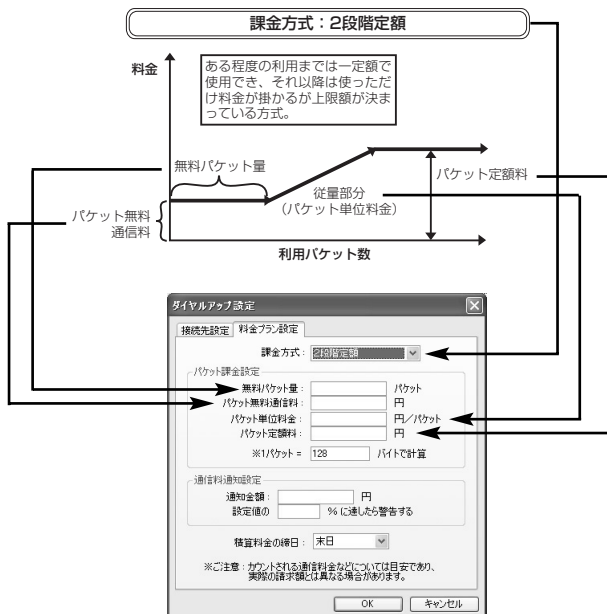 課金方式：2段階定額
料金
ある程度の利用までは一定額で
使用でき、それ以降は使っただ
け料金が掛かるが上限額が決ま
っている方式。
無料パケット量
パケット定額料
従量部分
（パケット単位料金）
パケット無料
通信料
利用パケット数
ダイヤルアップ設定
接続先設定 料金プラン設定
課金方式： 2段階定額
パケット課金設定
無料パケット量： パケット
パケット無料通信料： 円
パケット単位料金： 円／パケット
パケット定額料： 円
※1パケット＝ 128 バイトで計算
通信料通知設定
通知金額： 円
設定値の ％に達したら警告する
積算料金の締日： 末日
※ご注意：カウントされる通信料金などについては目安であり、
実際の請求額とは異なる場合があります。
OK キャンセル